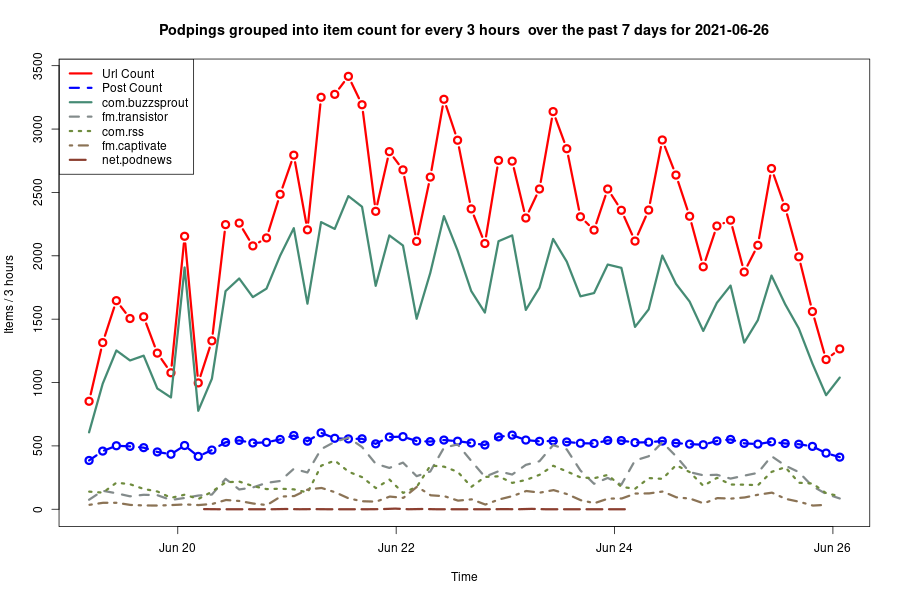 Podpings grouped into item count for every 3 hours  over the past 7 days for 2021-06-26
Url Count
Post Count
com.buzzsprout
fm.transistor
com.rss
fm.captivate
net.podnews
Items / 3 hours
3500
3000
2500
2000
1500
1000
500
0
Jun 20
Jun 22
Jun 24
Jun 26
Time